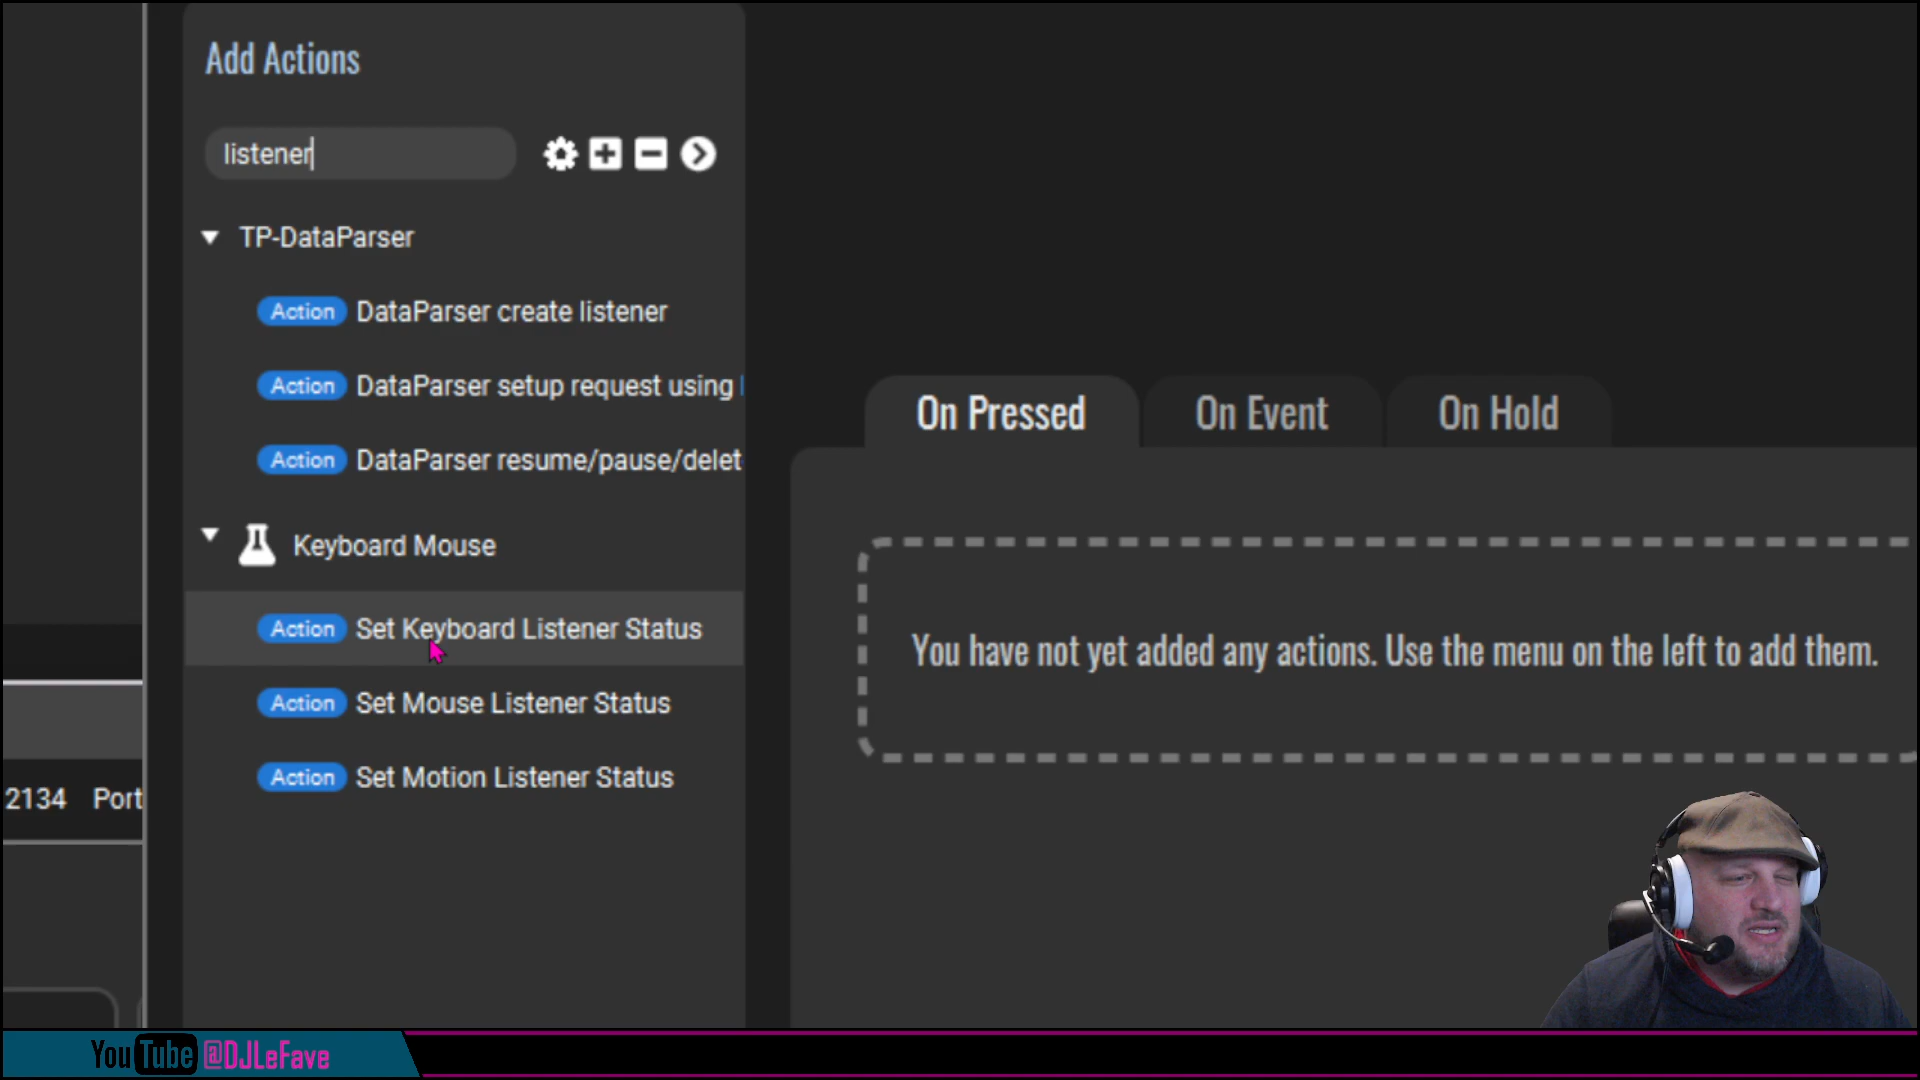 Add Actions
listener
TP-DataParser
Action DataParser create listener
Action DataParser setup request using
Action DataParser resume/pause/delet
Keyboard Mouse
Action Set Keyboard Listener Status
Action Set Mouse Listener Status
Action Set Motion Listener Status
2134 Port
On Pressed
On Event
On Hold
You have not yet added any actions. Use the menu on the left to add them.
YouTube @DJLeFave